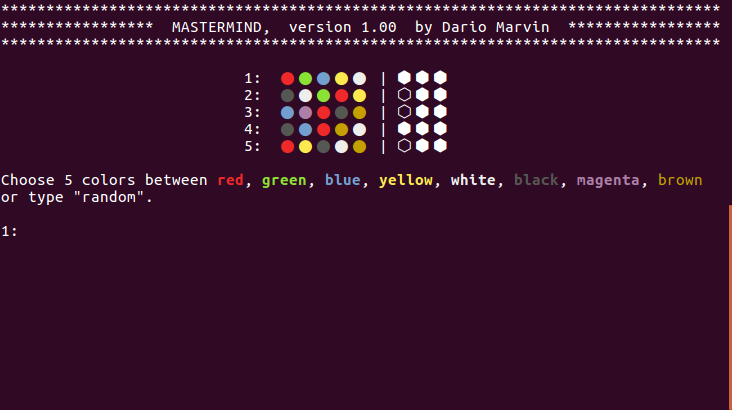 ********************************************************************************
*****************  MASTERMIND,  version 1.00  by Dario Marvin  *****************
********************************************************************************
1:  ● ● ● ● ● | ⬢⬢⬢
2:  ● ● ● ● ● | ⬡⬢⬢
3:  ● ● ● ● ● | ⬡⬢⬢
4:  ● ● ● ● ● | ⬢⬢⬢
5:  ● ● ● ● ● | ⬡⬢⬢
Choose 5 colors between red, green, blue, yellow, white, black, magenta, brown
or type "random".
1: